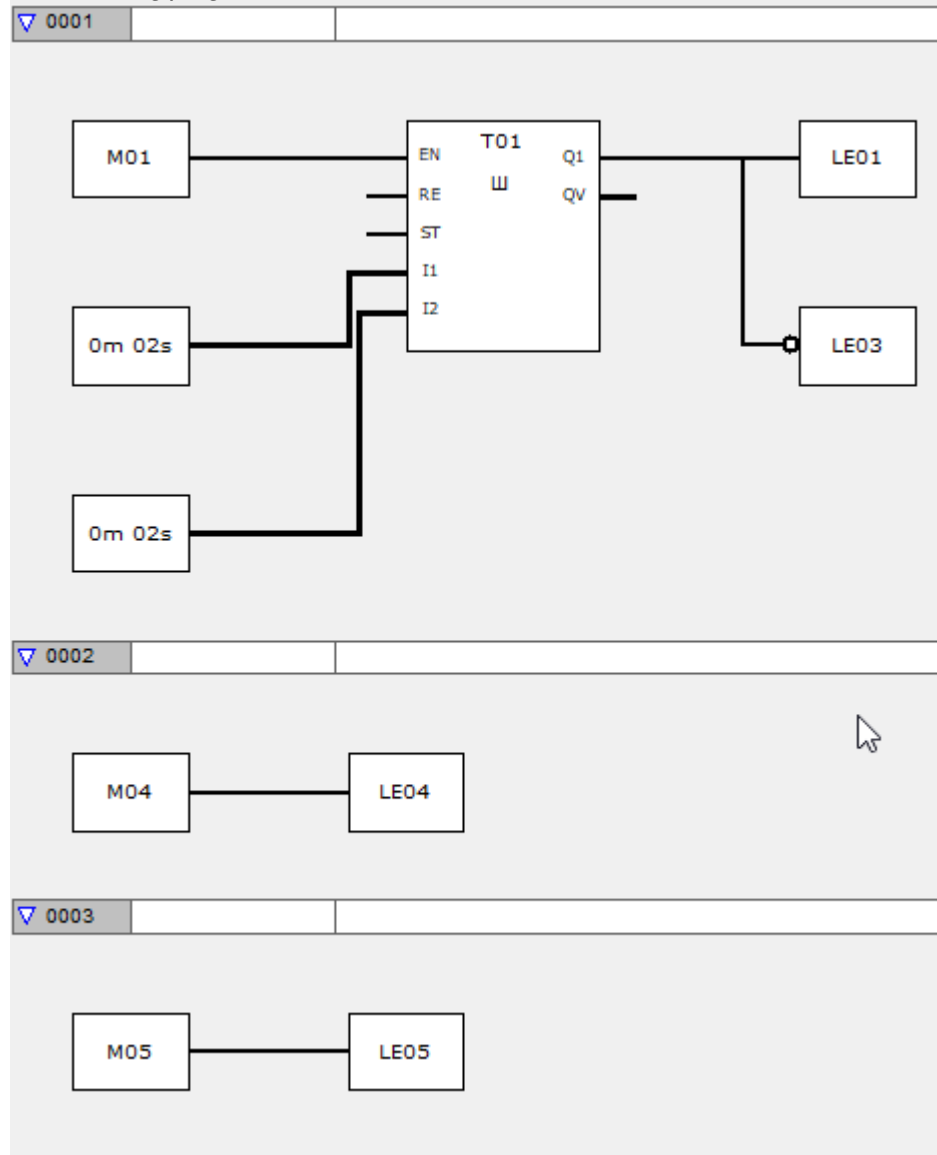 0001
M01
T01
EN
Q1
LE01
Ш
RE
QV
ST
I1
I2
0m 02s
LE03
0m 02s
0002
M04
LE04
0003
M05
LE05